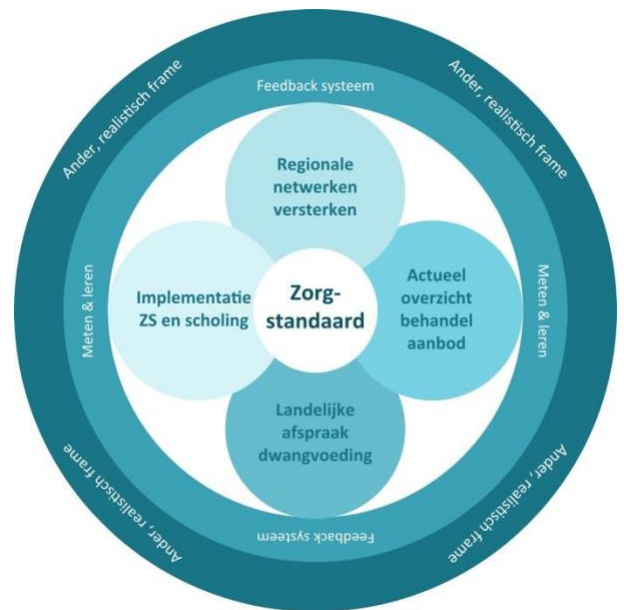 Ander, realistisch frame
Ander, realistisch frame
Feedback systeem
Regionale
netwerken
versterken
Meten & leren
Implementatie
ZS en scholing
Zorg-
standaard
Actueel
overzicht
behandel
aanbod
Meten & leren
Landelijke
afspraak
dwangvoeding
Feedback systeem
Ander, realistisch frame
Ander, realistisch frame